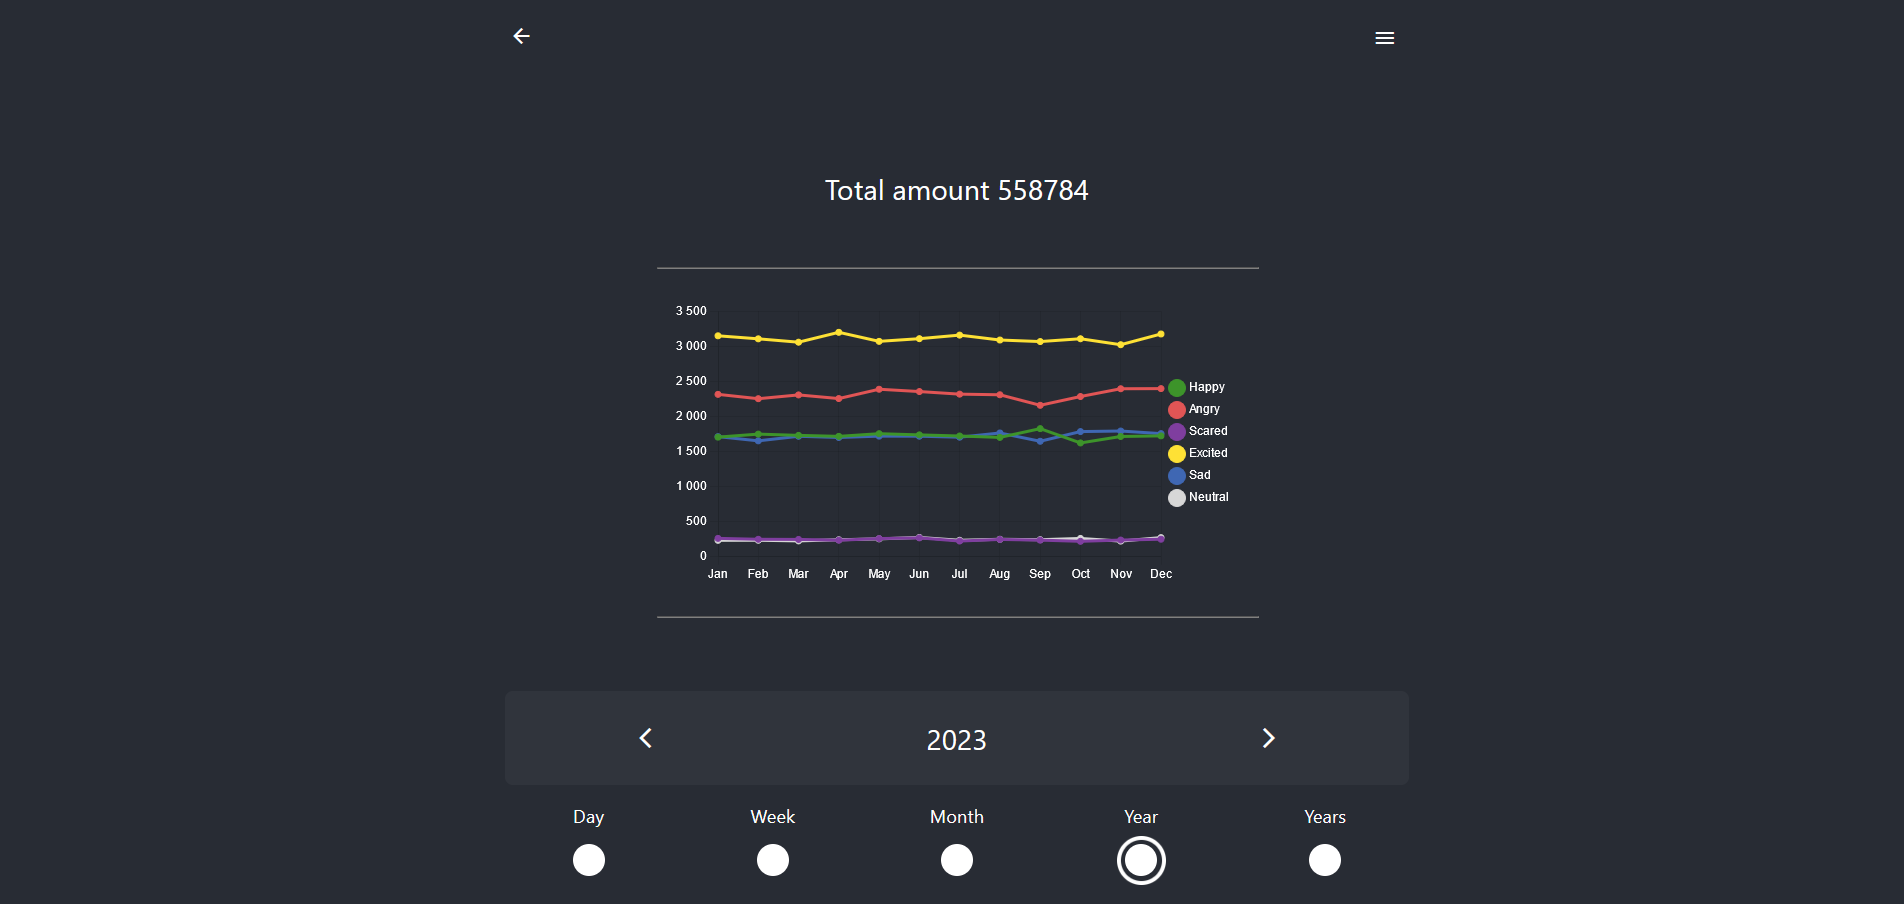 Total amount 558784
3 500
3 000
2 500
2 000
1 500
1 000
500
0
Jan Feb Mar Apr May Jun Jul Aug Sep Oct Nov Dec
Happy
Angry
Scared
Excited
Sad
Neutral
2023
Day Week Month Year Years